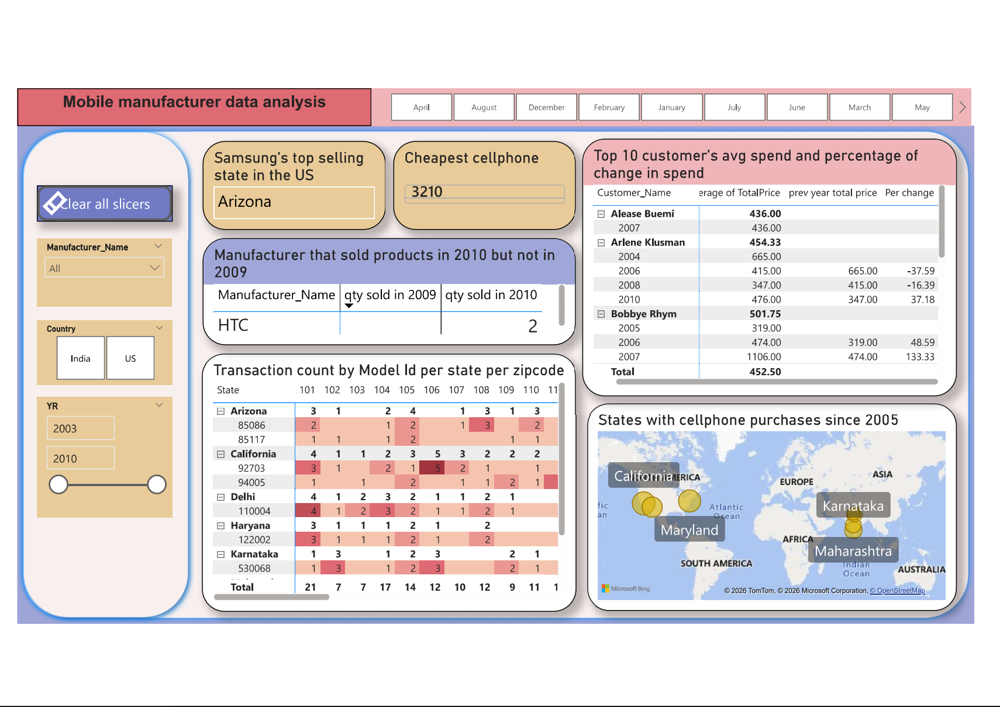 Mobile manufacturer data analysis
April August December February January July June March May
Clear all slicers
Manufacturer_Name
All
Country
India US
YR
2003
2010
Samsung's top selling
state in the US
Arizona
Cheapest cellphone
3210
Manufacturer that sold products in 2010 but not in
2009
Manufacturer_Name qty sold in 2009 qty sold in 2010
HTC 2
Transaction count by Model Id per state per zipcode
State 101 102 103 104 105 106 107 108 109 110 11
Arizona 3 1 2 4 1 3 1 3
85086 2 1 2 1 3 2
85117 1 1 1 2 1 1
California 4 1 1 2 3 5 3 2 2 2
92703 3 1 2 1 5 2 1 1
94005 1 1 2 1 1 2 1
Delhi 4 1 2 3 2 1 1 2 1
110004 4 1 2 3 2 1 1 2 1
Haryana 3 1 1 1 2 1 2
122002 3 1 1 1 2 1 2
Karnataka 1 3 1 2 3 2 1
530068 1 3 1 2 3 2 1
Total 21 7 7 17 14 12 10 12 9 11 1
Top 10 customer's avg spend and percentage of
change in spend
Customer_Name erage of TotalPrice prev year total price Per change
Alease Buemi 436.00
2007 436.00
Arlene Klusman 454.33
2004 665.00
2006 415.00 665.00 -37.59
2008 347.00 415.00 -16.39
2010 476.00 347.00 37.18
Bobbye Rhym 501.75
2005 319.00
2006 474.00 319.00 48.59
2007 1106.00 474.00 133.33
Total 452.50
States with cellphone purchases since 2005
California
ERICA
EUROPE
ASIA
fic
an
Atlantic
Ocean
Karnataka
Maryland
AFRICA
Maharashtra
SOUTH AMERICA
Indian
Ocean
AUSTRALIA
Microsoft Bing
© 2026 TomTom, © 2026 Microsoft Corporation, © OpenStreetMap